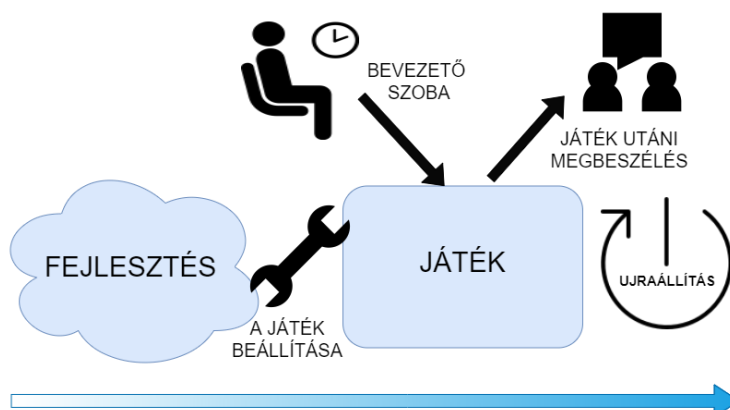 BEVEZETŐ
SZOBA
JÁTÉK UTÁNI
MEGBESZÉLÉS
FEJLESZTÉS
JÁTÉK
UJRAÁLLÍTÁS
A JÁTÉK
BEÁLLÍTÁSA